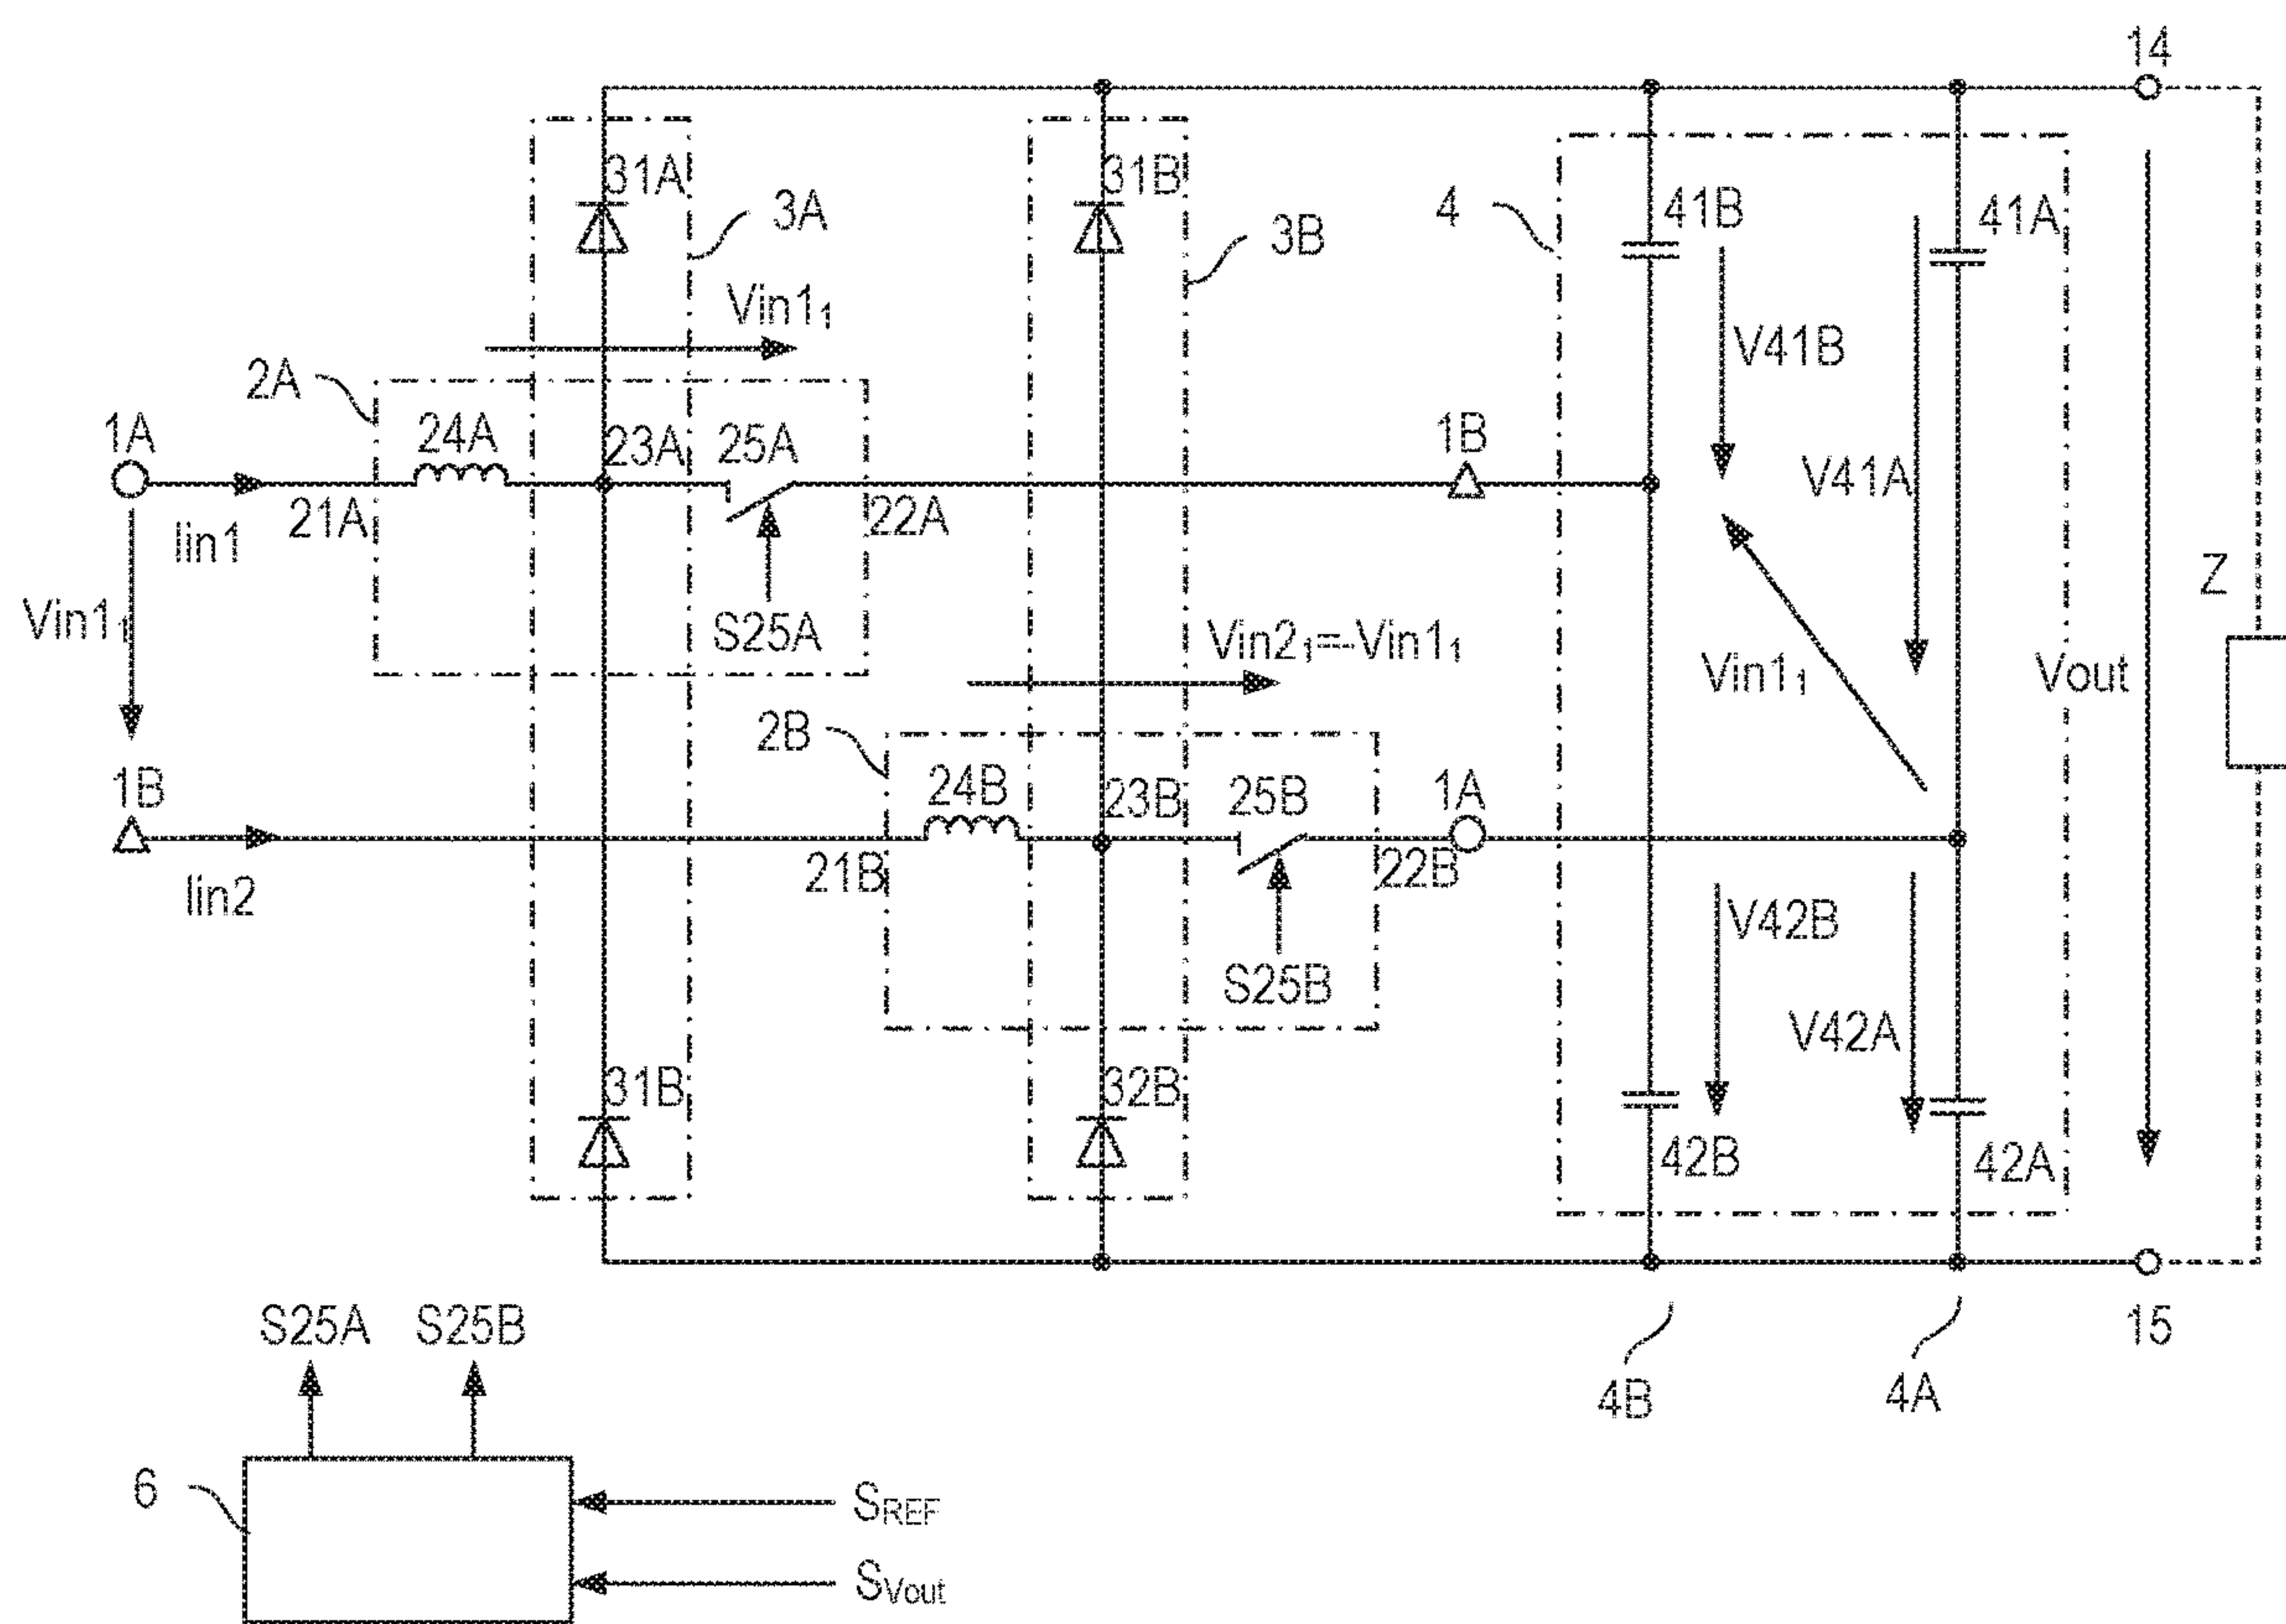 14
31A
3A
31B
3B
4
41B
41A
Vin1₁
V41B
2A
24A
23A
25A
1A
1B
V41A
21A
22A
Iin1
Z
Vin1₁
S25A
Vin2₁=-Vin1₁
Vin1₁
Vout
2B
24B
23B
25B
1A
1B
21B
22B
Iin2
V42B
S25B
V42A
31B
32B
42B
42A
S25A
S25B
15
4B
4A
6
S_REF
S_Vout